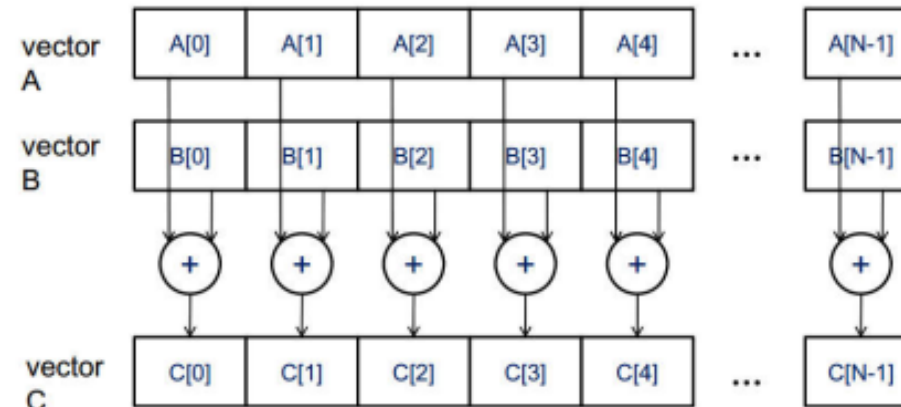 vector A A[0] A[1] A[2] A[3] A[4] ... A[N-1]
vector B B[0] B[1] B[2] B[3] B[4] ... B[N-1]
+ + + + + +
vector C C[0] C[1] C[2] C[3] C[4] ... C[N-1]